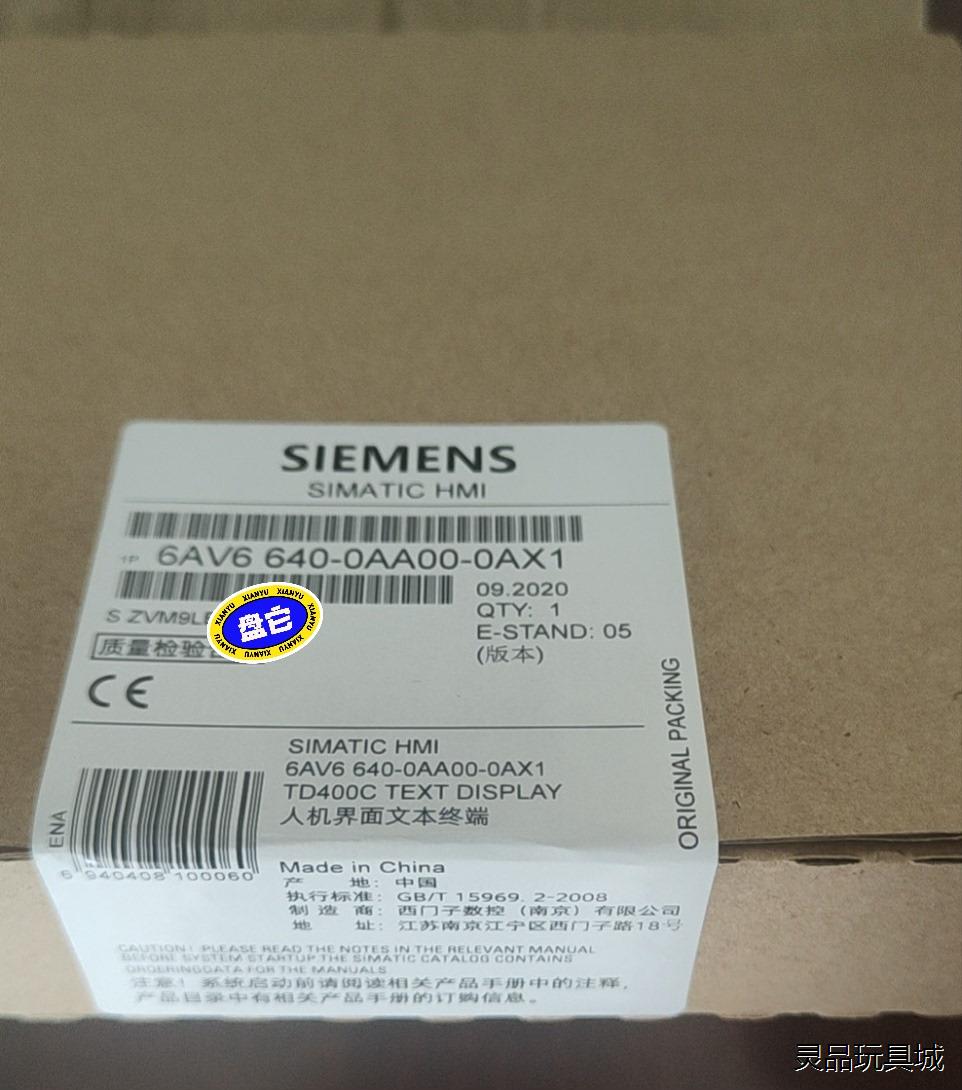 SIEMENS
SIMATIC HMI
1P 6AV6 640-0AA00-0AX1
S ZVM9L
09.2020
QTY: 1
E-STAND: 05
(版本)
质量检验
XIANYU XIANYU XIANYU XIANYU XIANYU XIANYU XIANYU XIANYU
盘它
CE
ORIGINAL PACKING
SIMATIC HMI
6AV6 640-0AA00-0AX1
TD400C TEXT DISPLAY
人机界面文本终端
ENA
6 940408 100060
Made in China
产 地: 中国
执行标准: GB/T 15969. 2-2008
制 造 商: 西门子数控 (南京) 有限公司
地 址: 江苏南京江宁区西门子路18号
CAUTION! PLEASE READ THE NOTES IN THE RELEVANT MANUAL
BEFORE SYSTEM STARTUP.THE SIMATIC CATALOG CONTAINS
ORDERINGDATA FOR THE MANUALS
注意! 系统启动前请阅读相关产品手册中的注释,
产品目录中有相关产品手册的订购信息。
灵品玩具城